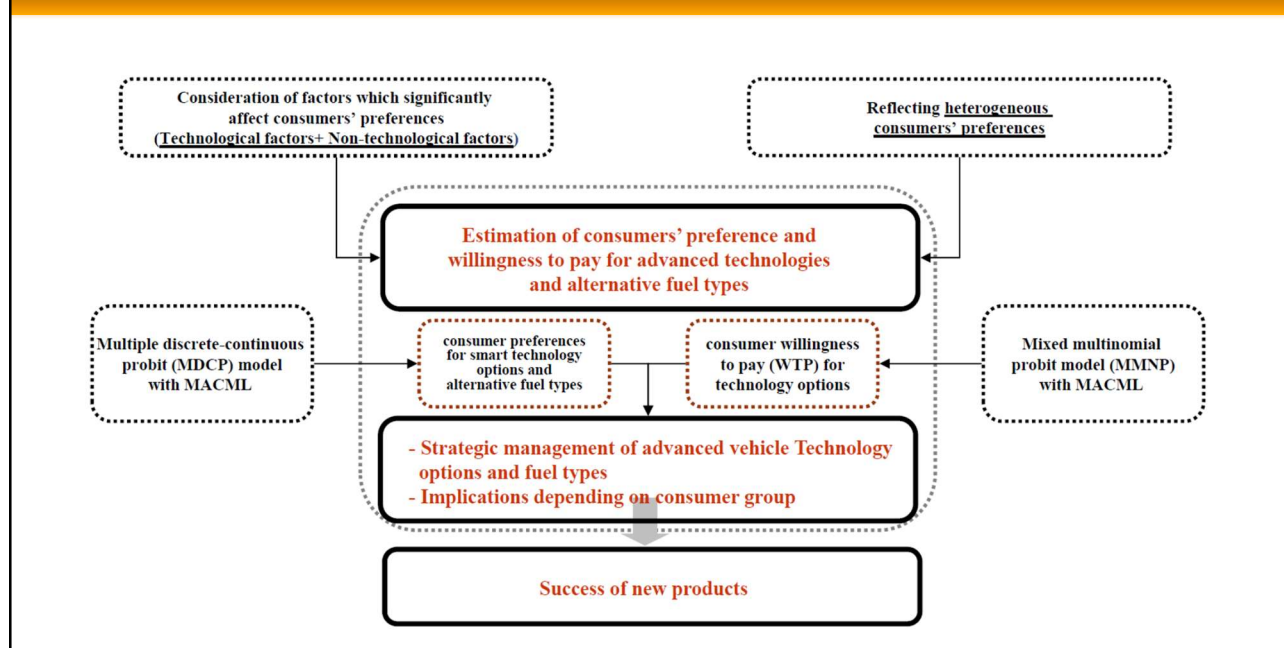 Consideration of factors which significantly
affect consumers’ preferences
(Technological factors+ Non-technological factors)
Reflecting heterogeneous
consumers’ preferences
Estimation of consumers’ preference and
willingness to pay for advanced technologies
and alternative fuel types
Multiple discrete-continuous
probit (MDCP) model
with MACML
consumer preferences
for smart technology
options and
alternative fuel types
consumer willingness
to pay (WTP) for
technology options
Mixed multinomial
probit model (MMNP)
with MACML
- Strategic management of advanced vehicle Technology
options and fuel types
- Implications depending on consumer group
Success of new products